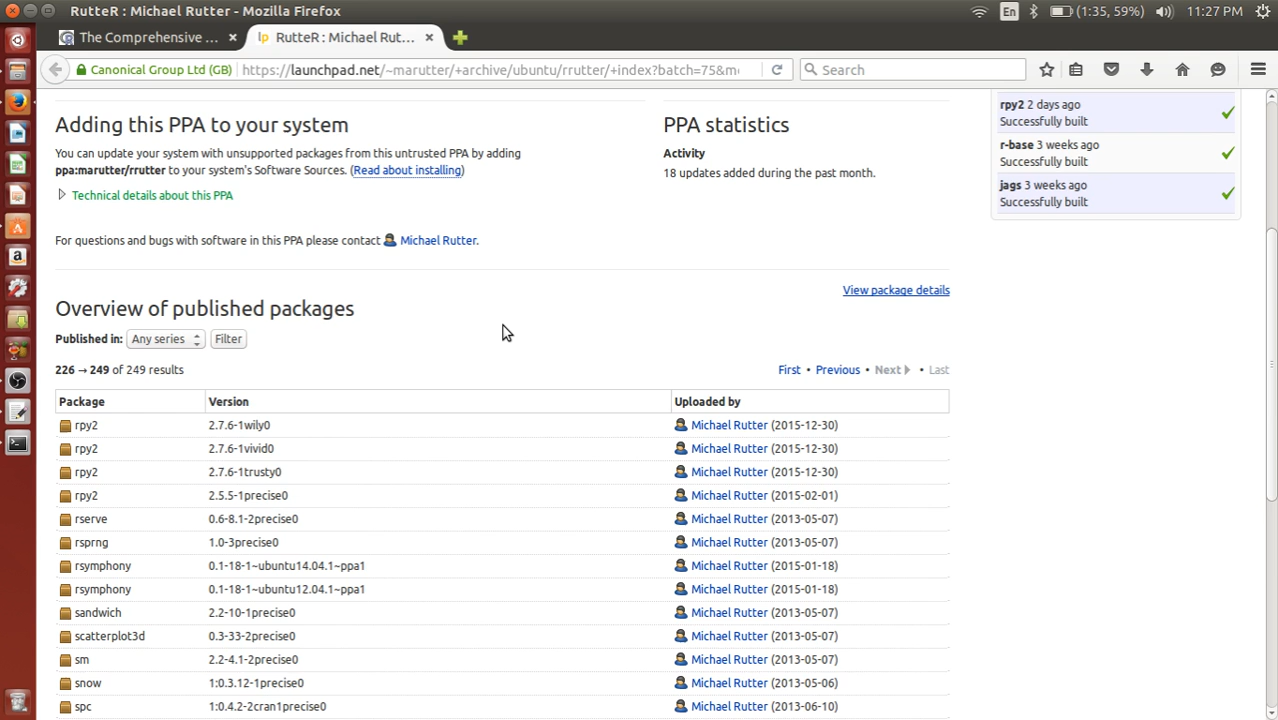 RutteR : Michael Rutter - Mozilla Firefox
En
(1:35, 59%)
11:27 PM
The Comprehensive ...
lp RutteR : Michael Rut...
Canonical Group Ltd (GB)
https://launchpad.net/~marutter/+archive/ubuntu/rrutter/+index?batch=75&m
Search
Adding this PPA to your system
You can update your system with unsupported packages from this untrusted PPA by adding
ppa:marutter/rrutter to your system's Software Sources. (Read about installing)
Technical details about this PPA
For questions and bugs with software in this PPA please contact Michael Rutter.
PPA statistics
Activity
18 updates added during the past month.
rpy2 2 days ago
Successfully built
r-base 3 weeks ago
Successfully built
jags 3 weeks ago
Successfully built
View package details
Overview of published packages
Published in: Any series Filter
226 → 249 of 249 results
First • Previous • Next • Last
Package Version Uploaded by
rpy2 2.7.6-1wily0 Michael Rutter (2015-12-30)
rpy2 2.7.6-1vivid0 Michael Rutter (2015-12-30)
rpy2 2.7.6-1trusty0 Michael Rutter (2015-12-30)
rpy2 2.5.5-1precise0 Michael Rutter (2015-02-01)
rserve 0.6-8.1-2precise0 Michael Rutter (2013-05-07)
rsprng 1.0-3precise0 Michael Rutter (2013-05-07)
rsymphony 0.1-18-1~ubuntu14.04.1~ppa1 Michael Rutter (2015-01-18)
rsymphony 0.1-18-1~ubuntu12.04.1~ppa1 Michael Rutter (2015-01-18)
sandwich 2.2-10-1precise0 Michael Rutter (2013-05-07)
scatterplot3d 0.3-33-2precise0 Michael Rutter (2013-05-07)
sm 2.2-4.1-2precise0 Michael Rutter (2013-05-07)
snow 1:0.3.12-1precise0 Michael Rutter (2013-05-06)
spc 1:0.4.2-2cran1precise0 Michael Rutter (2013-06-10)